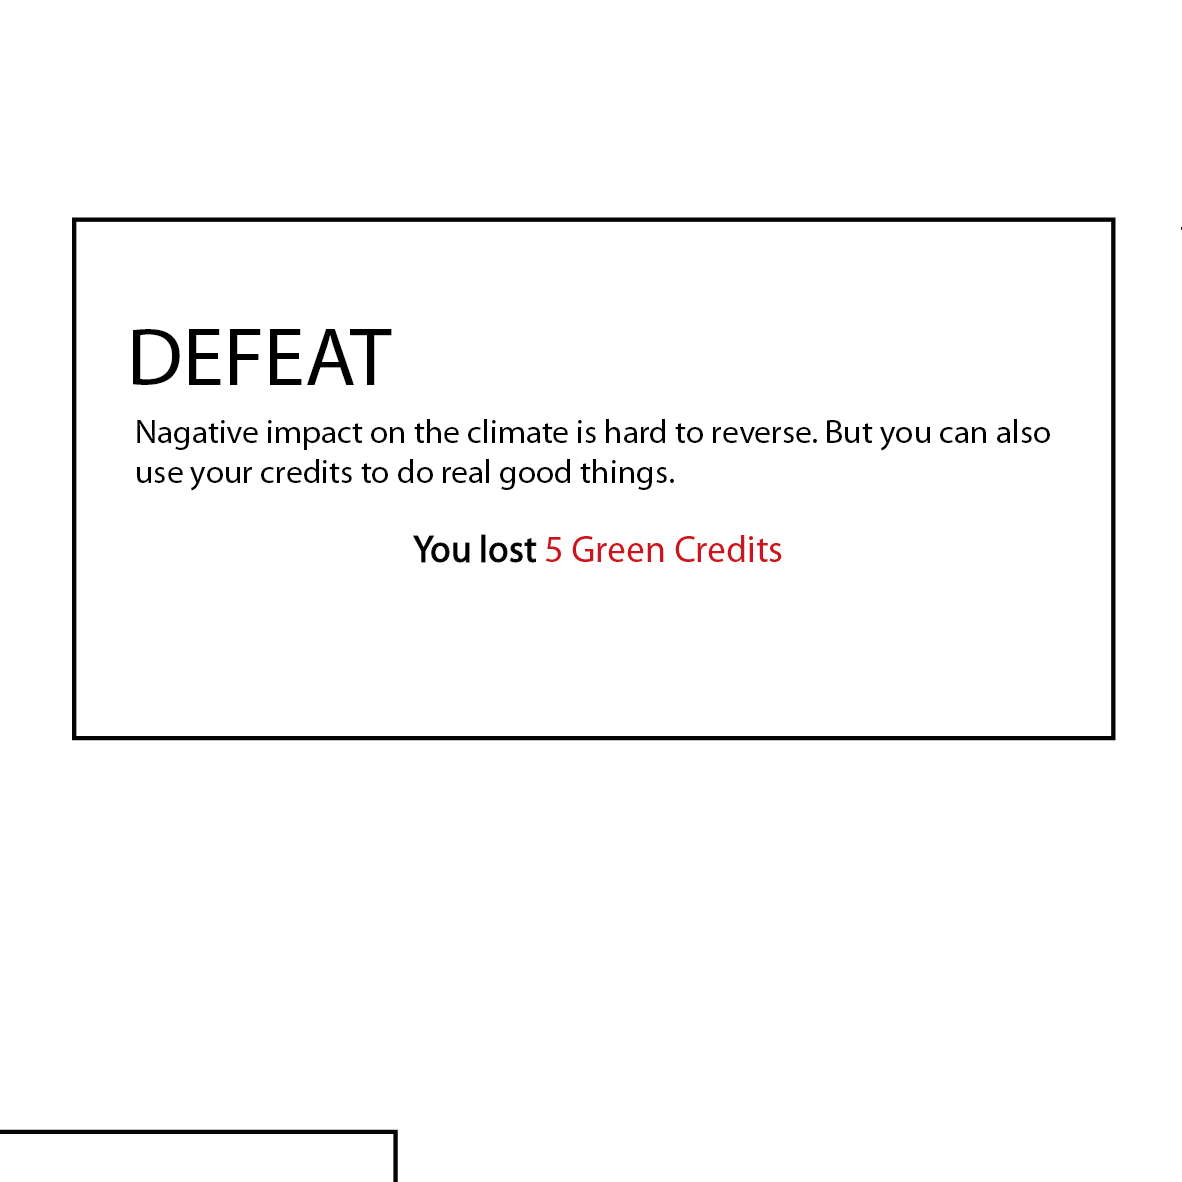 DEFEAT
Nagative impact on the climate is hard to reverse. But you can also
use your credits to do real good things.
You lost 5 Green Credits